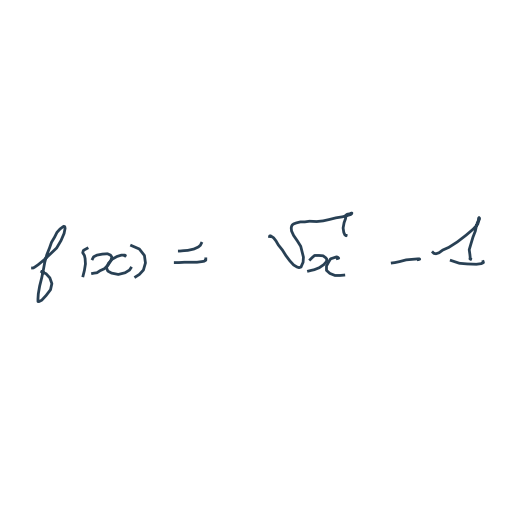 f(x) = √x - 1